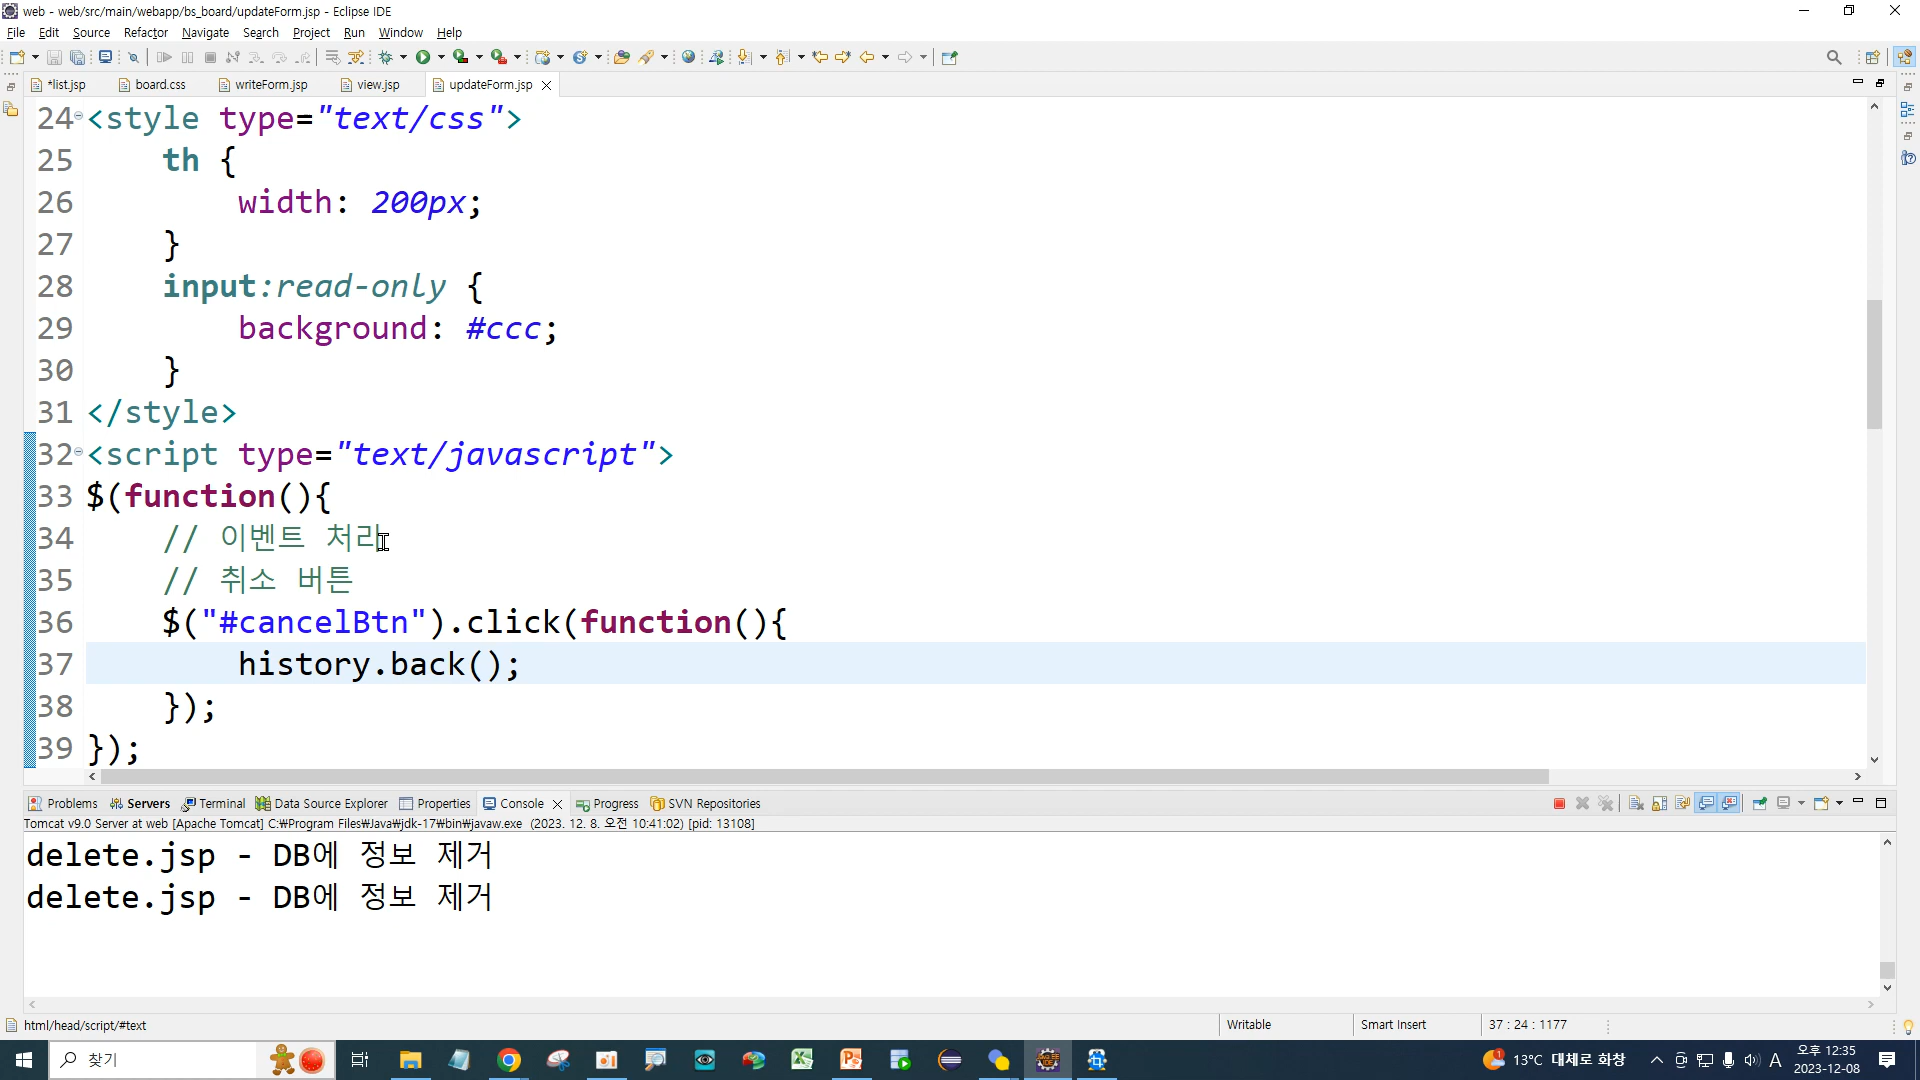 web - web/src/main/webapp/bs_board/updateForm.jsp - Eclipse IDE
File Edit Source Refactor Navigate Search Project Run Window Help
*list.jsp board.css writeForm.jsp view.jsp updateForm.jsp
24 <style type="text/css">
25 th {
26 width: 200px;
27 }
28 input:read-only {
29 background: #ccc;
30 }
31 </style>
32 <script type="text/javascript">
33 $(function(){
34 // 이벤트 처리
35 // 취소 버튼
36 $("#cancelBtn").click(function(){
37 history.back();
38 });
39 });
Problems Servers Terminal Data Source Explorer Properties Console Progress SVN Repositories
Tomcat v9.0 Server at web [Apache Tomcat] C:₩Program Files₩Java₩jdk-17₩bin₩javaw.exe (2023. 12. 8. 오전 10:41:02) [pid: 13108]
delete.jsp - DB에 정보 제거
delete.jsp - DB에 정보 제거
html/head/script/#text Writable Smart Insert 37 : 24 : 1177
찾기 13°C 대체로 화창 A 오후 12:35
2023-12-08